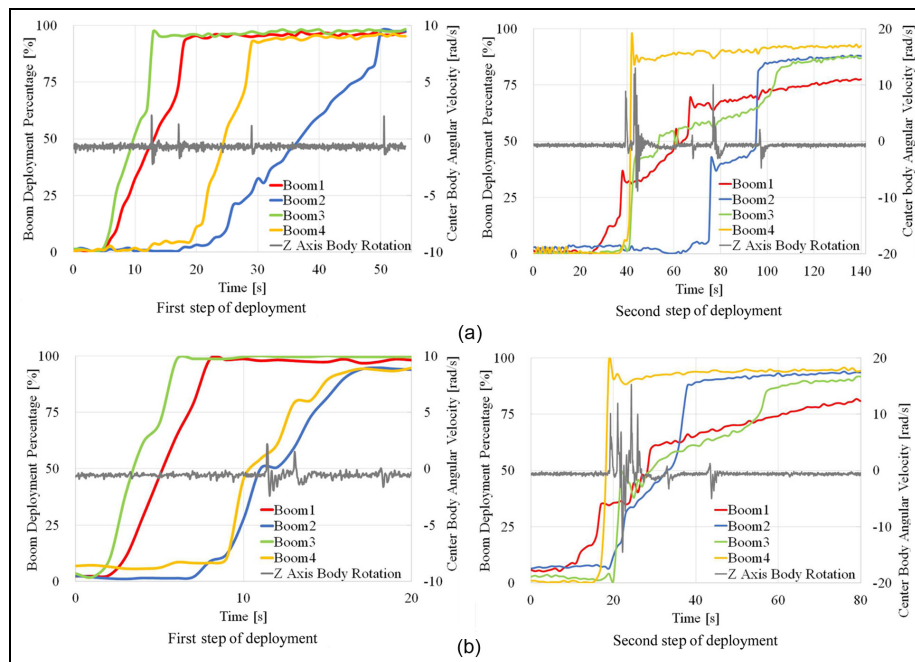 100
75
50
25
0
Boom Deployment Percentage [%]
10
5
0
-5
-10
Center Body Angular Velocity [rad/s]
Boom1
Boom2
Boom3
Boom4
Z Axis Body Rotation
0 10 20 30 40 50
Time [s]
First step of deployment
100
75
50
25
0
Boom Deployment Percentage [%]
20
10
0
-10
-20
Center Body Angular Velocity [rad/s]
Boom1
Boom2
Boom3
Boom4
Z Axis Body Rotation
0 20 40 60 80 100 120 140
Time [s]
Second step of deployment
(a)
100
75
50
25
0
Boom Deployment Percentage [%]
10
5
0
-5
-10
Center Body Angular Velocity [rad/s]
Boom1
Boom2
Boom3
Boom4
Z Axis Body Rotation
0 10 20
Time [s]
First step of deployment
100
75
50
25
0
Boom Deployment Percentage [%]
20
10
0
-10
-20
Center Body Angular Velocity [rad/s]
Boom1
Boom2
Boom3
Boom4
Z Axis Body Rotation
0 20 40 60 80
Time [s]
Second step of deployment
(b)